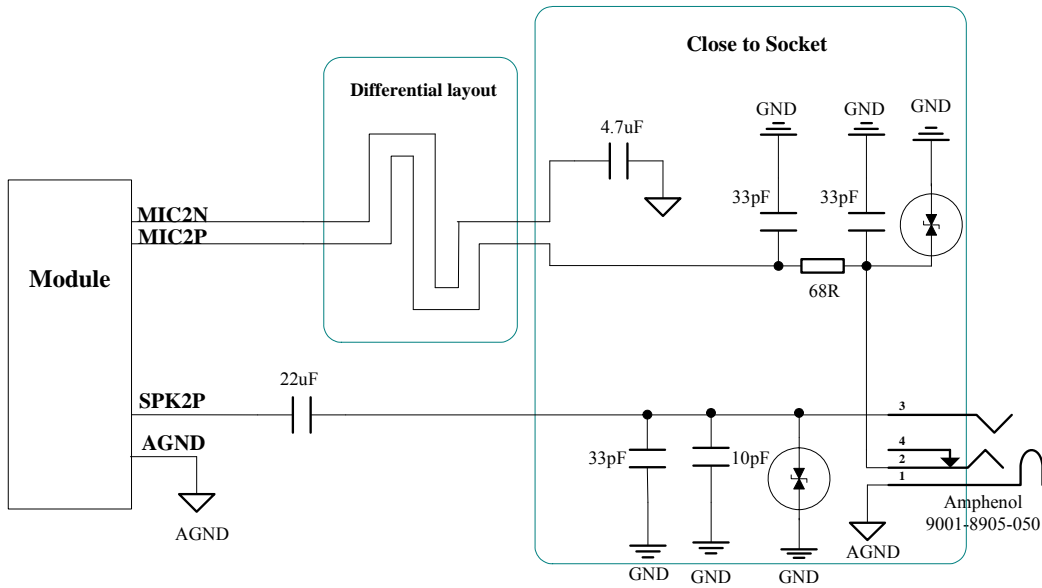 Close to Socket
Differential layout
GND
GND
GND
4.7uF
33pF
33pF
MIC2N
MIC2P
Module
68R
22uF
SPK2P
3
AGND
4
33pF
10pF
2
1
Amphenol
9001-8905-050
AGND
AGND
GND
GND
GND